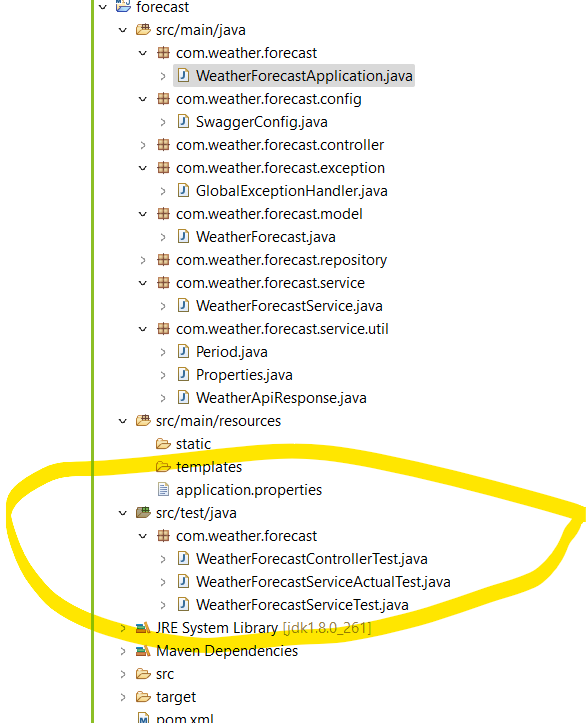 forecast
src/main/java
com.weather.forecast
WeatherForecastApplication.java
com.weather.forecast.config
SwaggerConfig.java
com.weather.forecast.controller
com.weather.forecast.exception
GlobalExceptionHandler.java
com.weather.forecast.model
WeatherForecast.java
com.weather.forecast.repository
com.weather.forecast.service
WeatherForecastService.java
com.weather.forecast.service.util
Period.java
Properties.java
WeatherApiResponse.java
src/main/resources
static
templates
application.properties
src/test/java
com.weather.forecast
WeatherForecastControllerTest.java
WeatherForecastServiceActualTest.java
WeatherForecastServiceTest.java
JRE System Library [jdk1.8.0_261]
Maven Dependencies
src
target
pom.xml